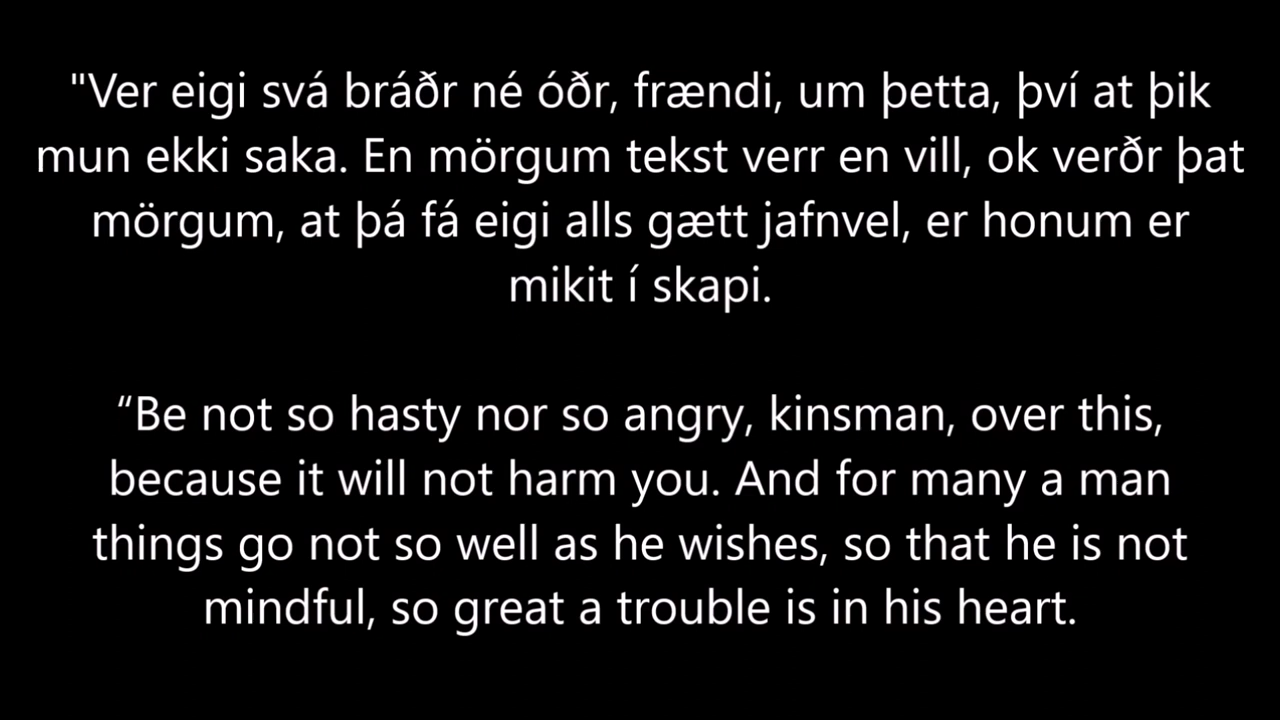 "Ver eigi svá bráðr né óðr, frændi, um þetta, því at þik
mun ekki saka. En mörgum tekst verr en vill, ok verðr þat
mörgum, at þá fá eigi alls gætt jafnvel, er honum er
mikit í skapi.
“Be not so hasty nor so angry, kinsman, over this,
because it will not harm you. And for many a man
things go not so well as he wishes, so that he is not
mindful, so great a trouble is in his heart.